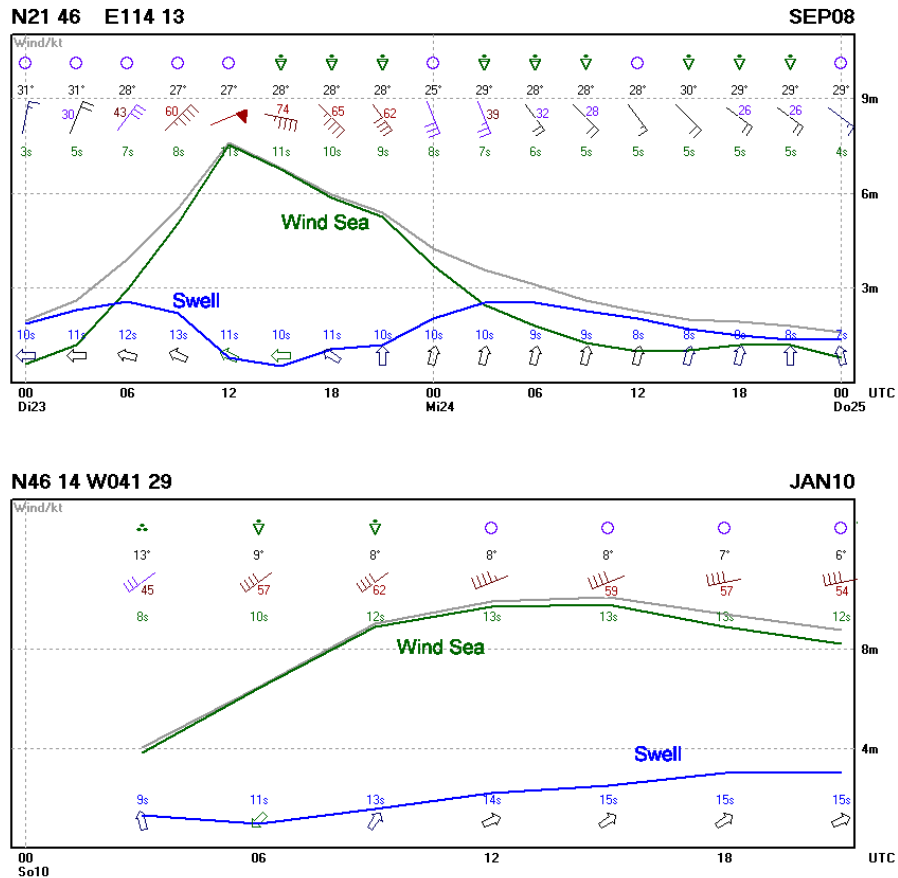 N21 46 E114 13 SEP08
Wind/kt
31° 31° 28° 27° 27° 28° 28° 28° 25° 29° 28° 28° 28° 30° 29° 29° 29°
9m
30 43 60 74 65 62 39 32 28 26 26
3s 5s 7s 8s 11s 11s 10s 9s 8s 7s 6s 5s 5s 5s 5s 5s 4s
6m
Wind Sea
Swell
3m
10s 11s 12s 13s 11s 10s 11s 10s 10s 10s 9s 9s 8s 8s 8s 8s 7s
00 06 12 18 00 06 12 18 00 UTC
Di23 Mi24 Do25
N46 14 W041 29 JAN10
Wind/kt
13° 9° 8° 8° 8° 7° 6°
45 57 62 59 57 54
8s 10s 12s 13s 13s 13s 12s
Wind Sea
8m
Swell
4m
9s 11s 13s 14s 15s 15s 15s
00 06 12 18 UTC
So10